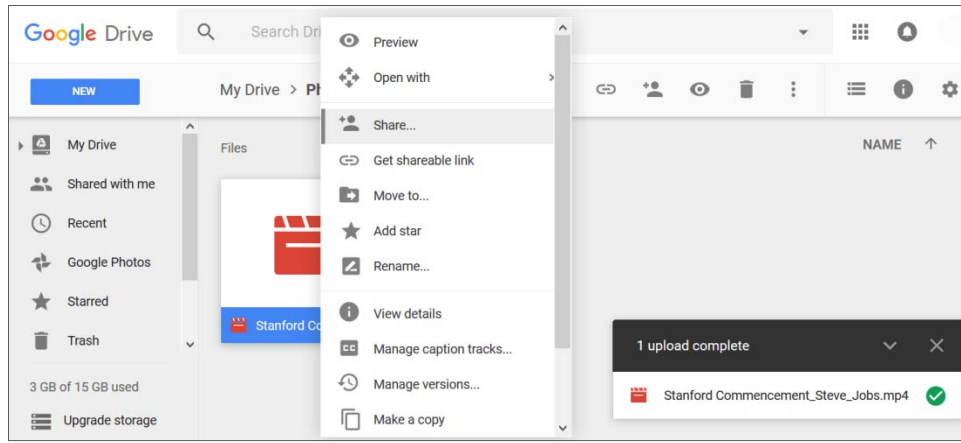 Google Drive
Search Dri
NEW
My Drive > Ph
NAME
My Drive
Shared with me
Recent
Google Photos
Starred
Trash
3 GB of 15 GB used
Upgrade storage
Files
Stanford Co
Preview
Open with
Share...
Get shareable link
Move to...
Add star
Rename...
View details
CC
Manage caption tracks...
Manage versions...
Make a copy
1 upload complete
Stanford Commencement_Steve_Jobs.mp4